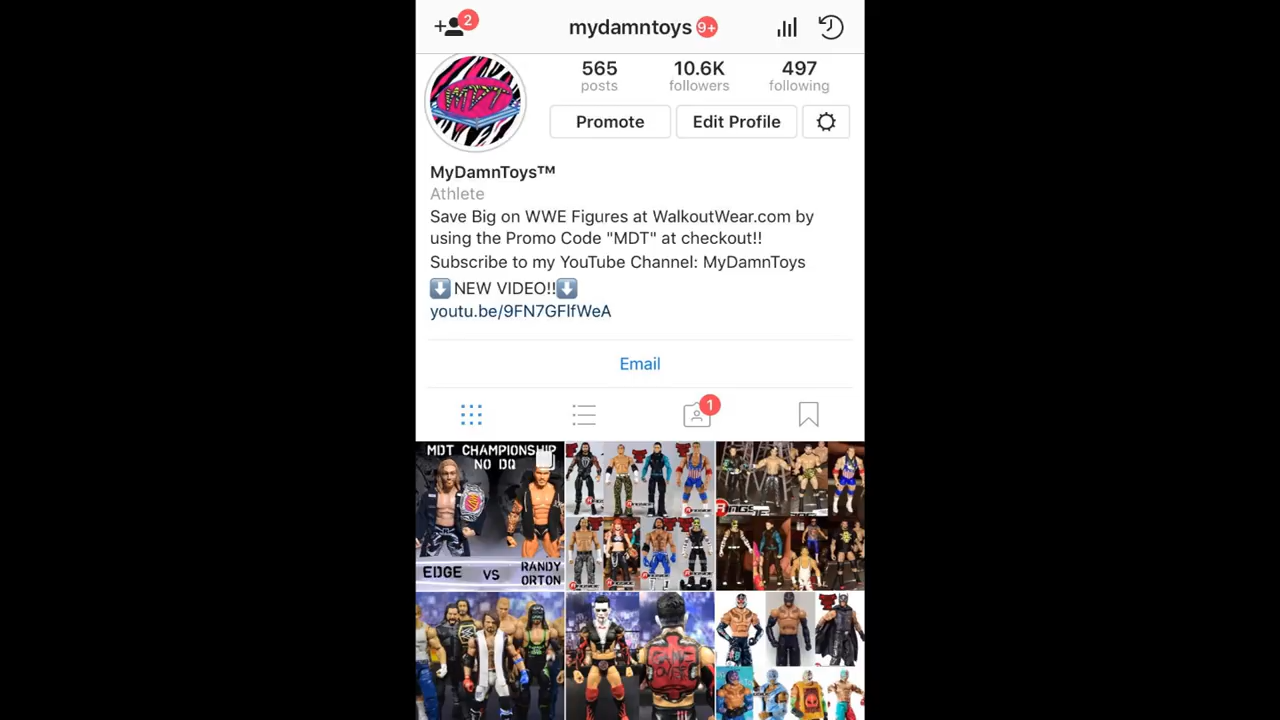 2
mydamntoys 9+
565 10.6K 497
posts followers following
MDT
Promote Edit Profile
MyDamnToys™
Athlete
Save Big on WWE Figures at WalkoutWear.com by
using the Promo Code "MDT" at checkout!!
Subscribe to my YouTube Channel: MyDamnToys
⬇️NEW VIDEO!!⬇️
youtu.be/9FN7GFlfWeA
Email
1
MDT CHAMPIONSHIP
NO DQ
EDGE VS RANDY
ORTON